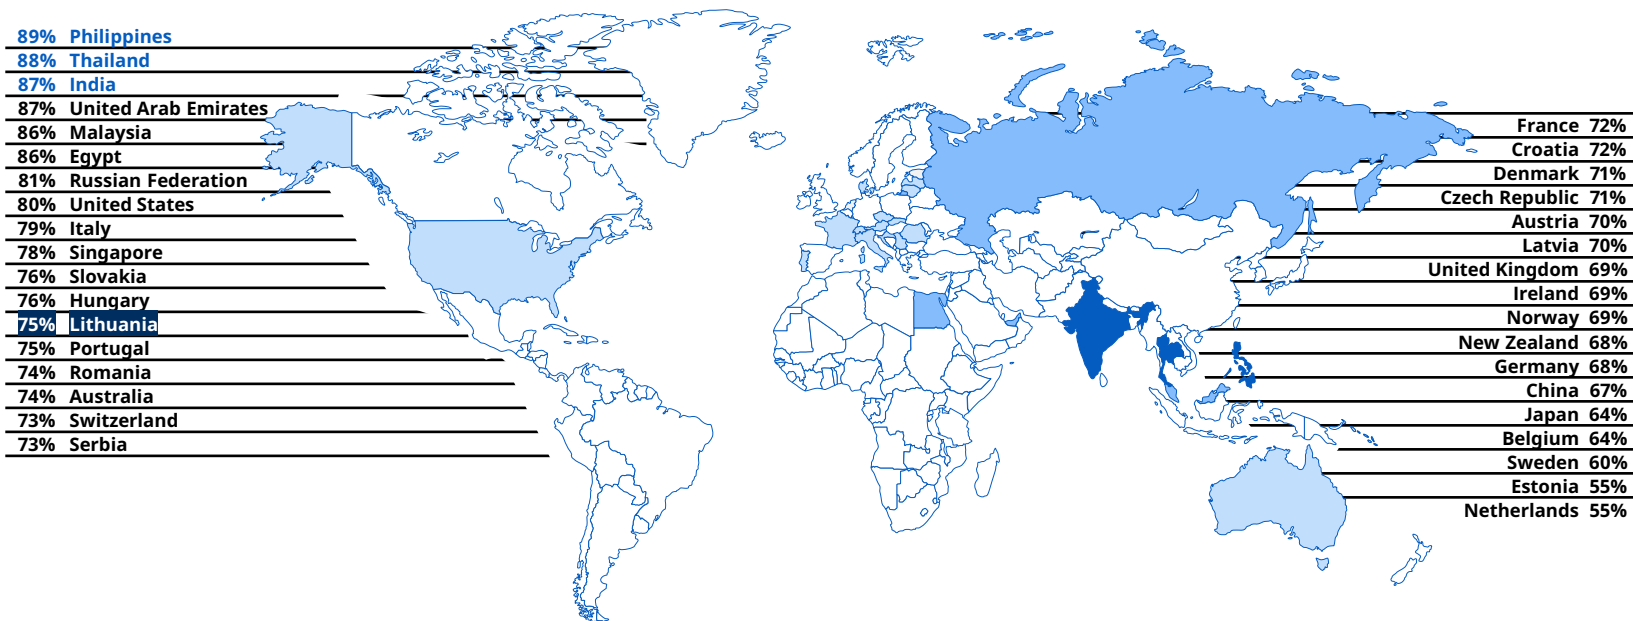 89% Philippines
88% Thailand
87% India
87% United Arab Emirates
86% Malaysia
86% Egypt
81% Russian Federation
80% United States
79% Italy
78% Singapore
76% Slovakia
76% Hungary
75% Lithuania
75% Portugal
74% Romania
74% Australia
73% Switzerland
73% Serbia
France 72%
Croatia 72%
Denmark 71%
Czech Republic 71%
Austria 70%
Latvia 70%
United Kingdom 69%
Ireland 69%
Norway 69%
New Zealand 68%
Germany 68%
China 67%
Japan 64%
Belgium 64%
Sweden 60%
Estonia 55%
Netherlands 55%